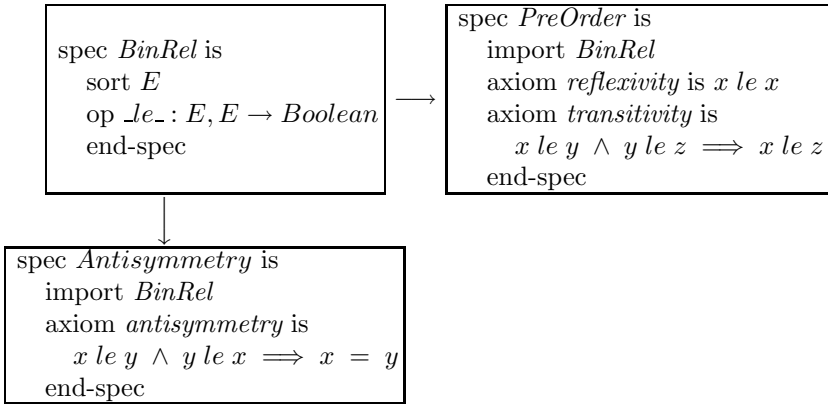 spec BinRel is
sort E
op _le_ : E, E → Boolean
end-spec
spec PreOrder is
import BinRel
axiom reflexivity is x le x
axiom transitivity is
x le y ∧ y le z ⟹ x le z
end-spec
spec Antisymmetry is
import BinRel
axiom antisymmetry is
x le y ∧ y le x ⟹ x = y
end-spec